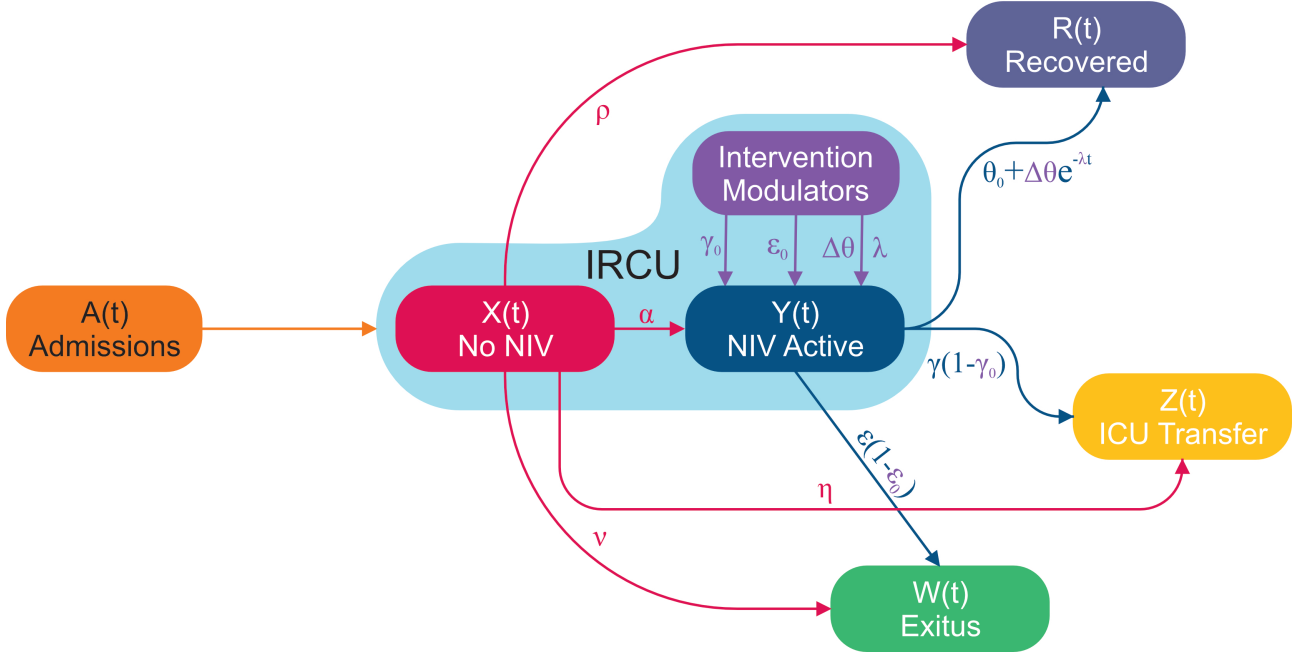 R(t)
Recovered
ρ
Intervention
Modulators
θ₀+Δθe^-λt
γ₀
ε₀
Δθ
λ
IRCU
A(t)
Admissions
X(t)
No NIV
α
Y(t)
NIV Active
γ(1-γ₀)
Z(t)
ICU Transfer
ε(1-ε₀)
η
ν
W(t)
Exitus